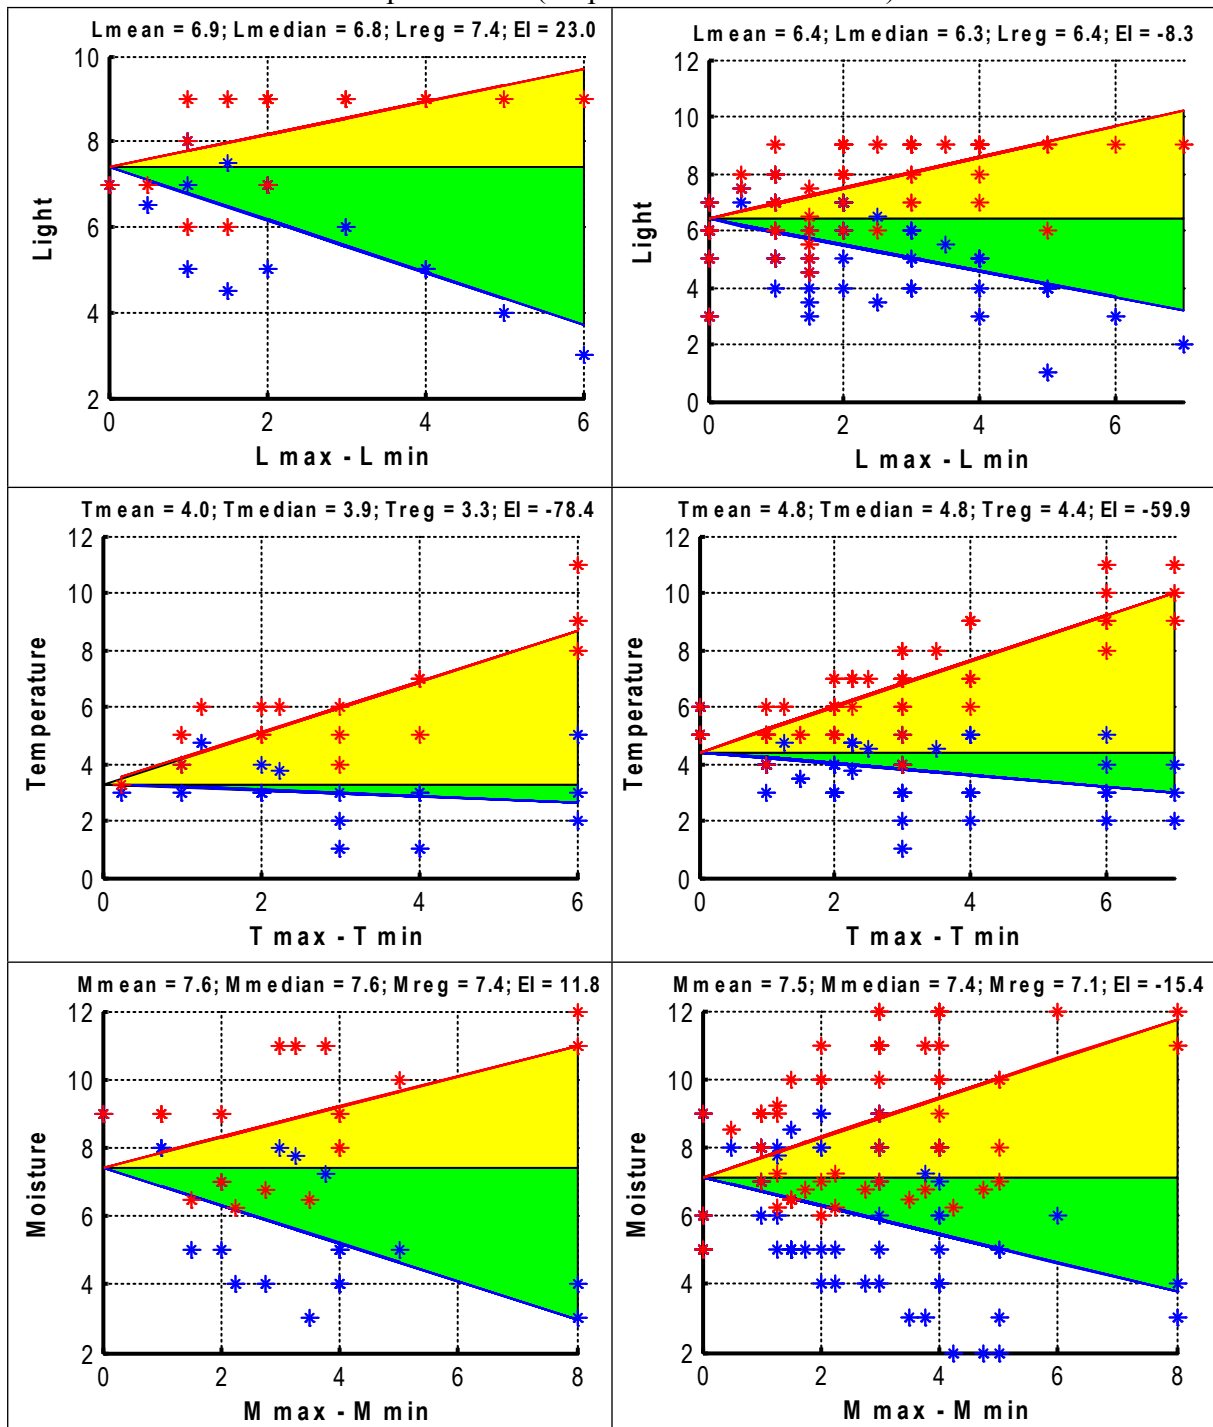 Lmean = 6.9; Lmedian = 6.8; Lreg = 7.4; EI = 23.0
10
8
6
4
2
Light
0 2 4 6
L max - L min
Lmean = 6.4; Lmedian = 6.3; Lreg = 6.4; EI = -8.3
12
10
8
6
4
2
0
Light
0 2 4 6
L max - L min
Tmean = 4.0; Tmedian = 3.9; Treg = 3.3; EI = -78.4
12
10
8
6
4
2
0
Temperature
0 2 4 6
T max - T min
Tmean = 4.8; Tmedian = 4.8; Treg = 4.4; EI = -59.9
12
10
8
6
4
2
0
Temperature
0 2 4 6
T max - T min
Mmean = 7.6; Mmedian = 7.6; Mreg = 7.4; EI = 11.8
12
10
8
6
4
2
Moisture
0 2 4 6 8
M max - M min
Mmean = 7.5; Mmedian = 7.4; Mreg = 7.1; EI = -15.4
12
10
8
6
4
2
Moisture
0 2 4 6 8
M max - M min